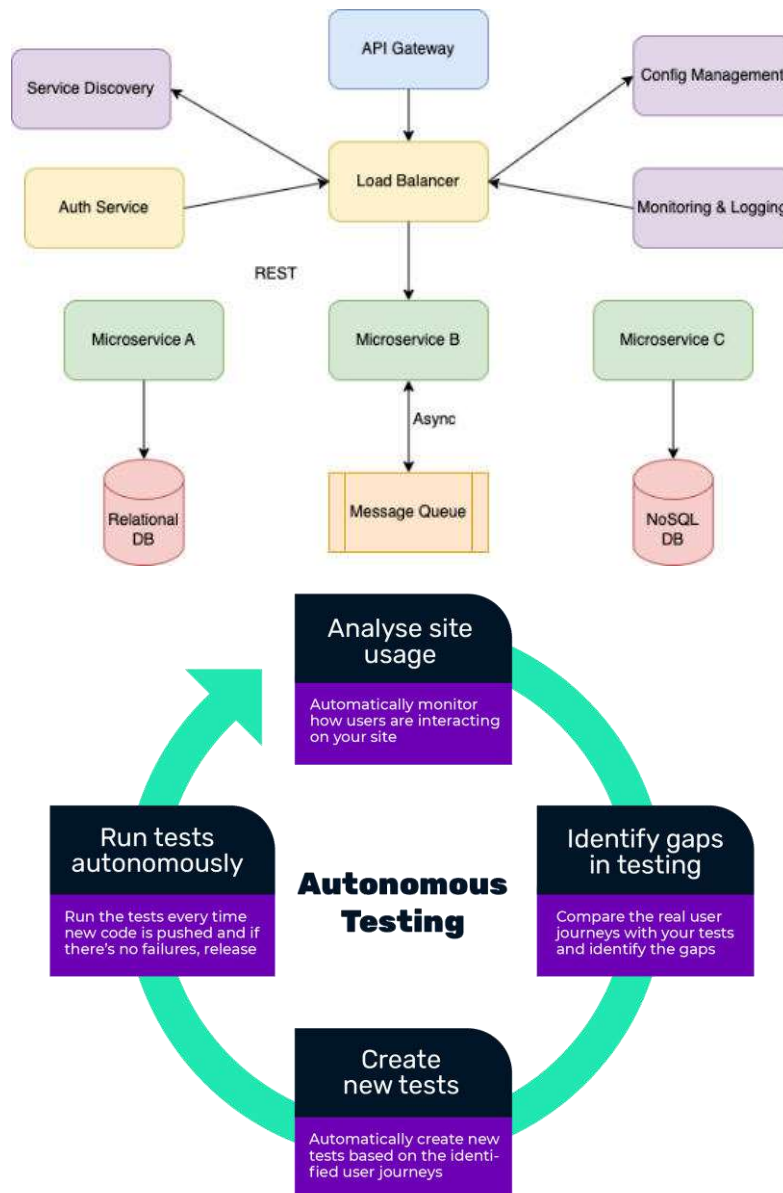 API Gateway
Service Discovery
Config Management
Load Balancer
Auth Service
Monitoring & Logging
REST
Microservice A
Microservice B
Microservice C
Async
Relational
DB
Message Queue
NoSQL
DB
Analyse site
usage
Automatically monitor
how users are interacting
on your site
Run tests
autonomously
Run the tests every time
new code is pushed and if
there's no failures, release
Autonomous
Testing
Identify gaps
in testing
Compare the real user
journeys with your tests
and identify the gaps
Create
new tests
Automatically create new
tests based on the identi-
fied user journeys